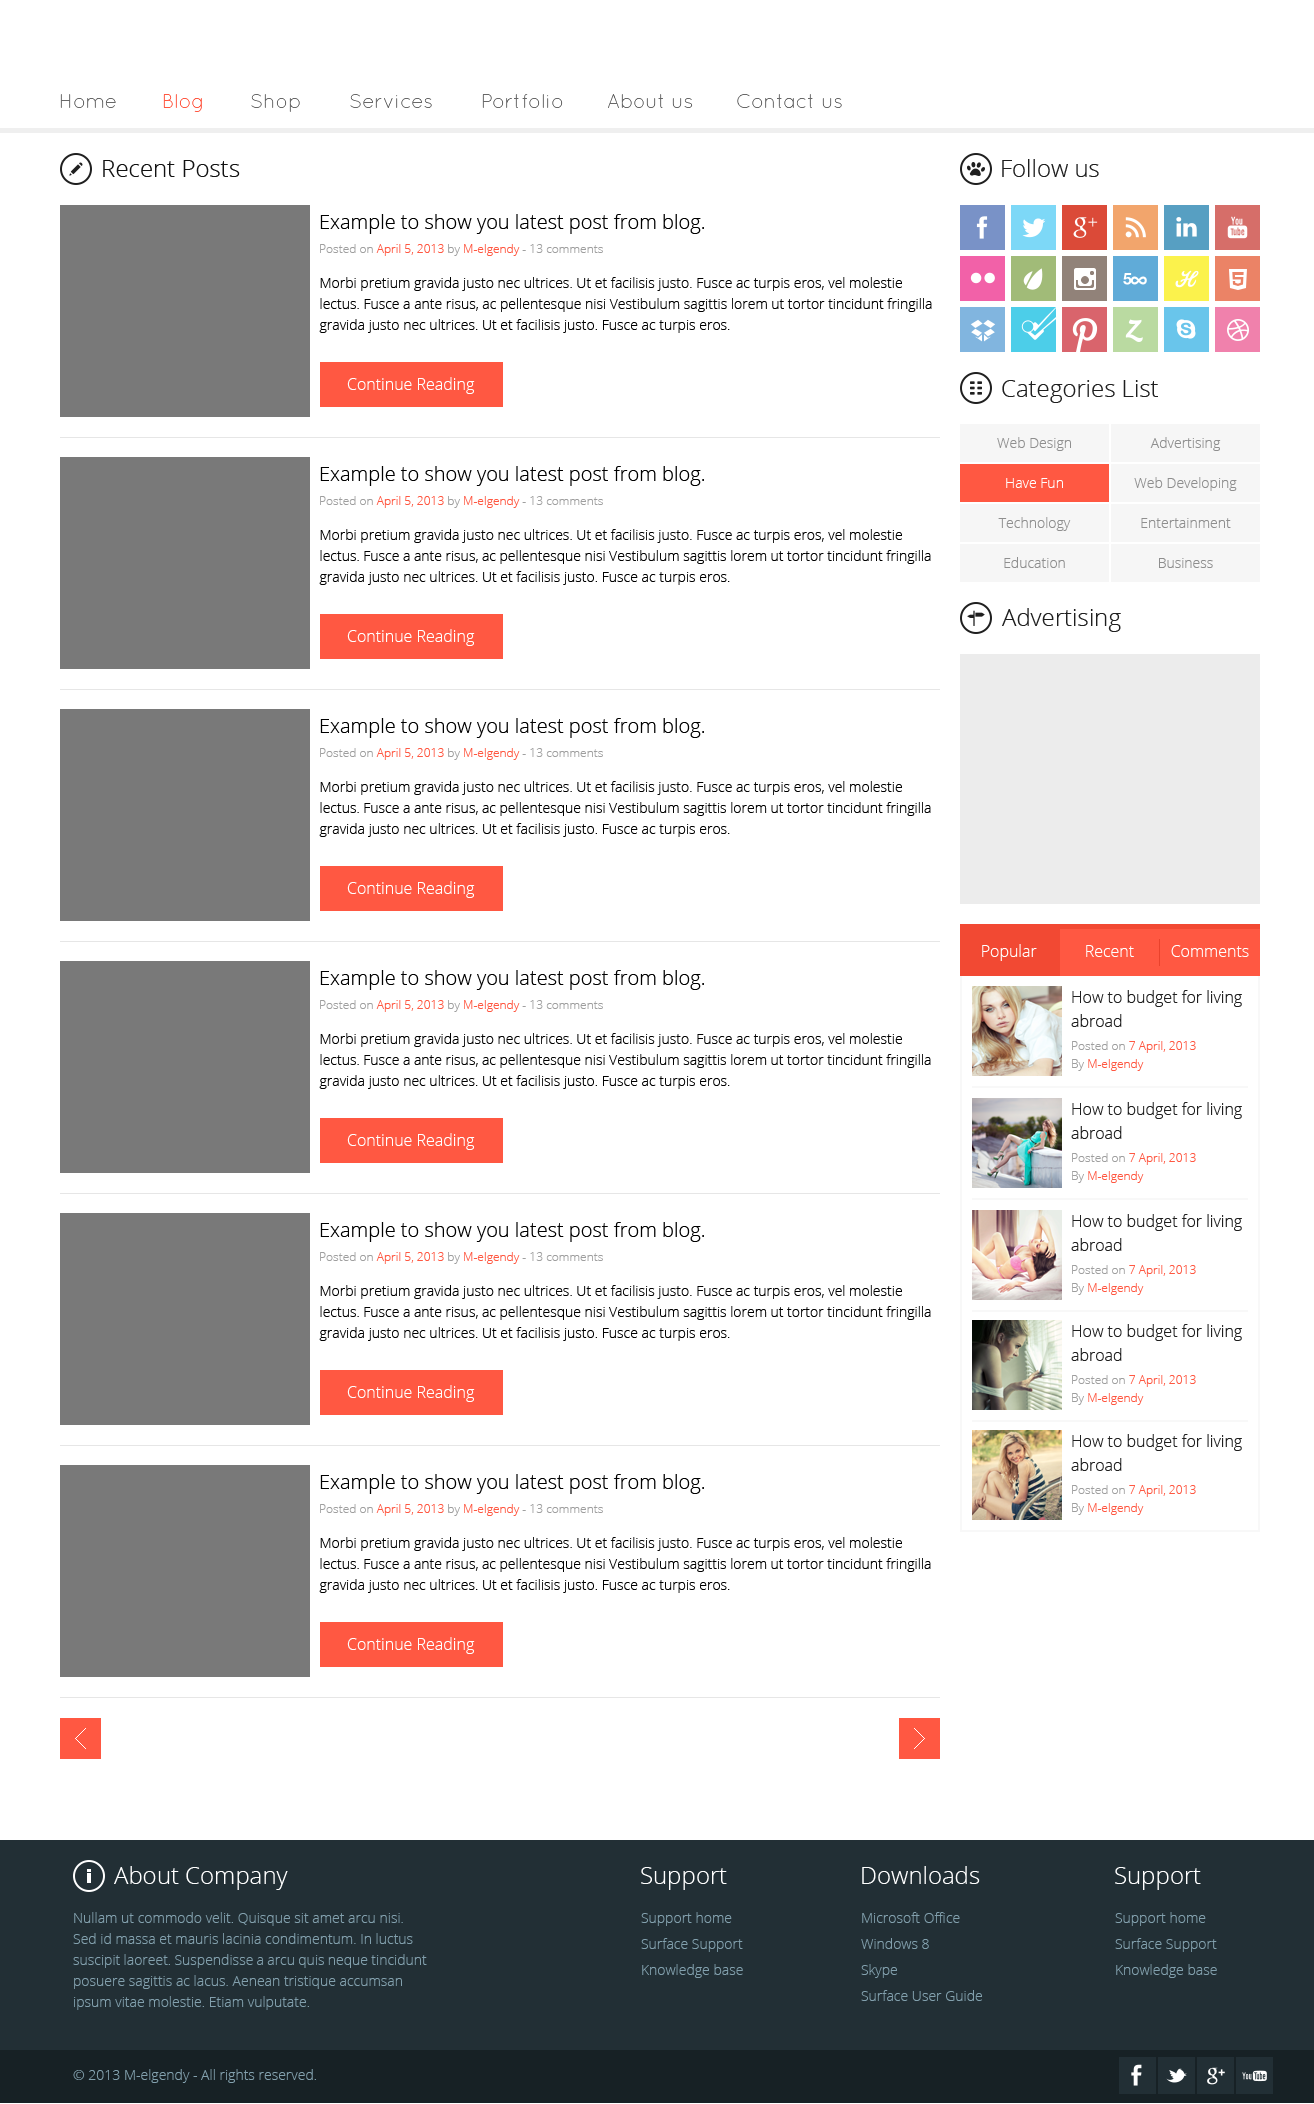 Home Blog Shop Services Portfolio About us Contact us
Recent Posts
Example to show you latest post from blog.
Posted on April 5, 2013 by M-elgendy - 13 comments
Morbi pretium gravida justo nec ultrices. Ut et facilisis justo. Fusce ac turpis eros, vel molestie
lectus. Fusce a ante risus, ac pellentesque nisi Vestibulum sagittis lorem ut tortor tincidunt fringilla
gravida justo nec ultrices. Ut et facilisis justo. Fusce ac turpis eros.
Continue Reading
Example to show you latest post from blog.
Posted on April 5, 2013 by M-elgendy - 13 comments
Morbi pretium gravida justo nec ultrices. Ut et facilisis justo. Fusce ac turpis eros, vel molestie
lectus. Fusce a ante risus, ac pellentesque nisi Vestibulum sagittis lorem ut tortor tincidunt fringilla
gravida justo nec ultrices. Ut et facilisis justo. Fusce ac turpis eros.
Continue Reading
Example to show you latest post from blog.
Posted on April 5, 2013 by M-elgendy - 13 comments
Morbi pretium gravida justo nec ultrices. Ut et facilisis justo. Fusce ac turpis eros, vel molestie
lectus. Fusce a ante risus, ac pellentesque nisi Vestibulum sagittis lorem ut tortor tincidunt fringilla
gravida justo nec ultrices. Ut et facilisis justo. Fusce ac turpis eros.
Continue Reading
Example to show you latest post from blog.
Posted on April 5, 2013 by M-elgendy - 13 comments
Morbi pretium gravida justo nec ultrices. Ut et facilisis justo. Fusce ac turpis eros, vel molestie
lectus. Fusce a ante risus, ac pellentesque nisi Vestibulum sagittis lorem ut tortor tincidunt fringilla
gravida justo nec ultrices. Ut et facilisis justo. Fusce ac turpis eros.
Continue Reading
Example to show you latest post from blog.
Posted on April 5, 2013 by M-elgendy - 13 comments
Morbi pretium gravida justo nec ultrices. Ut et facilisis justo. Fusce ac turpis eros, vel molestie
lectus. Fusce a ante risus, ac pellentesque nisi Vestibulum sagittis lorem ut tortor tincidunt fringilla
gravida justo nec ultrices. Ut et facilisis justo. Fusce ac turpis eros.
Continue Reading
Example to show you latest post from blog.
Posted on April 5, 2013 by M-elgendy - 13 comments
Morbi pretium gravida justo nec ultrices. Ut et facilisis justo. Fusce ac turpis eros, vel molestie
lectus. Fusce a ante risus, ac pellentesque nisi Vestibulum sagittis lorem ut tortor tincidunt fringilla
gravida justo nec ultrices. Ut et facilisis justo. Fusce ac turpis eros.
Continue Reading
Follow us
f g+ in You Tube
500 H 5
Z S
Categories List
Web Design Advertising
Have Fun Web Developing
Technology Entertainment
Education Business
Advertising
Popular Recent Comments
How to budget for living
abroad
Posted on 7 April, 2013
By M-elgendy
How to budget for living
abroad
Posted on 7 April, 2013
By M-elgendy
How to budget for living
abroad
Posted on 7 April, 2013
By M-elgendy
How to budget for living
abroad
Posted on 7 April, 2013
By M-elgendy
How to budget for living
abroad
Posted on 7 April, 2013
By M-elgendy
About Company
Nullam ut commodo velit. Quisque sit amet arcu nisi.
Sed id massa et mauris lacinia condimentum. In luctus
suscipit laoreet. Suspendisse a arcu quis neque tincidunt
posuere sagittis ac lacus. Aenean tristique accumsan
ipsum vitae molestie. Etiam vulputate.
Support
Support home
Surface Support
Knowledge base
Downloads
Microsoft Office
Windows 8
Skype
Surface User Guide
Support
Support home
Surface Support
Knowledge base
© 2013 M-elgendy - All rights reserved.
f g+ You Tube